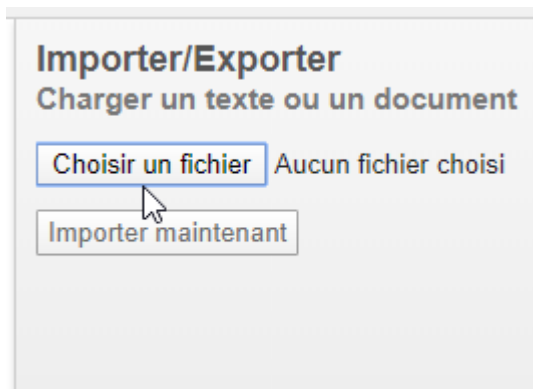 Importer/Exporter
Charger un texte ou un document
Choisir un fichier Aucun fichier choisi
Importer maintenant